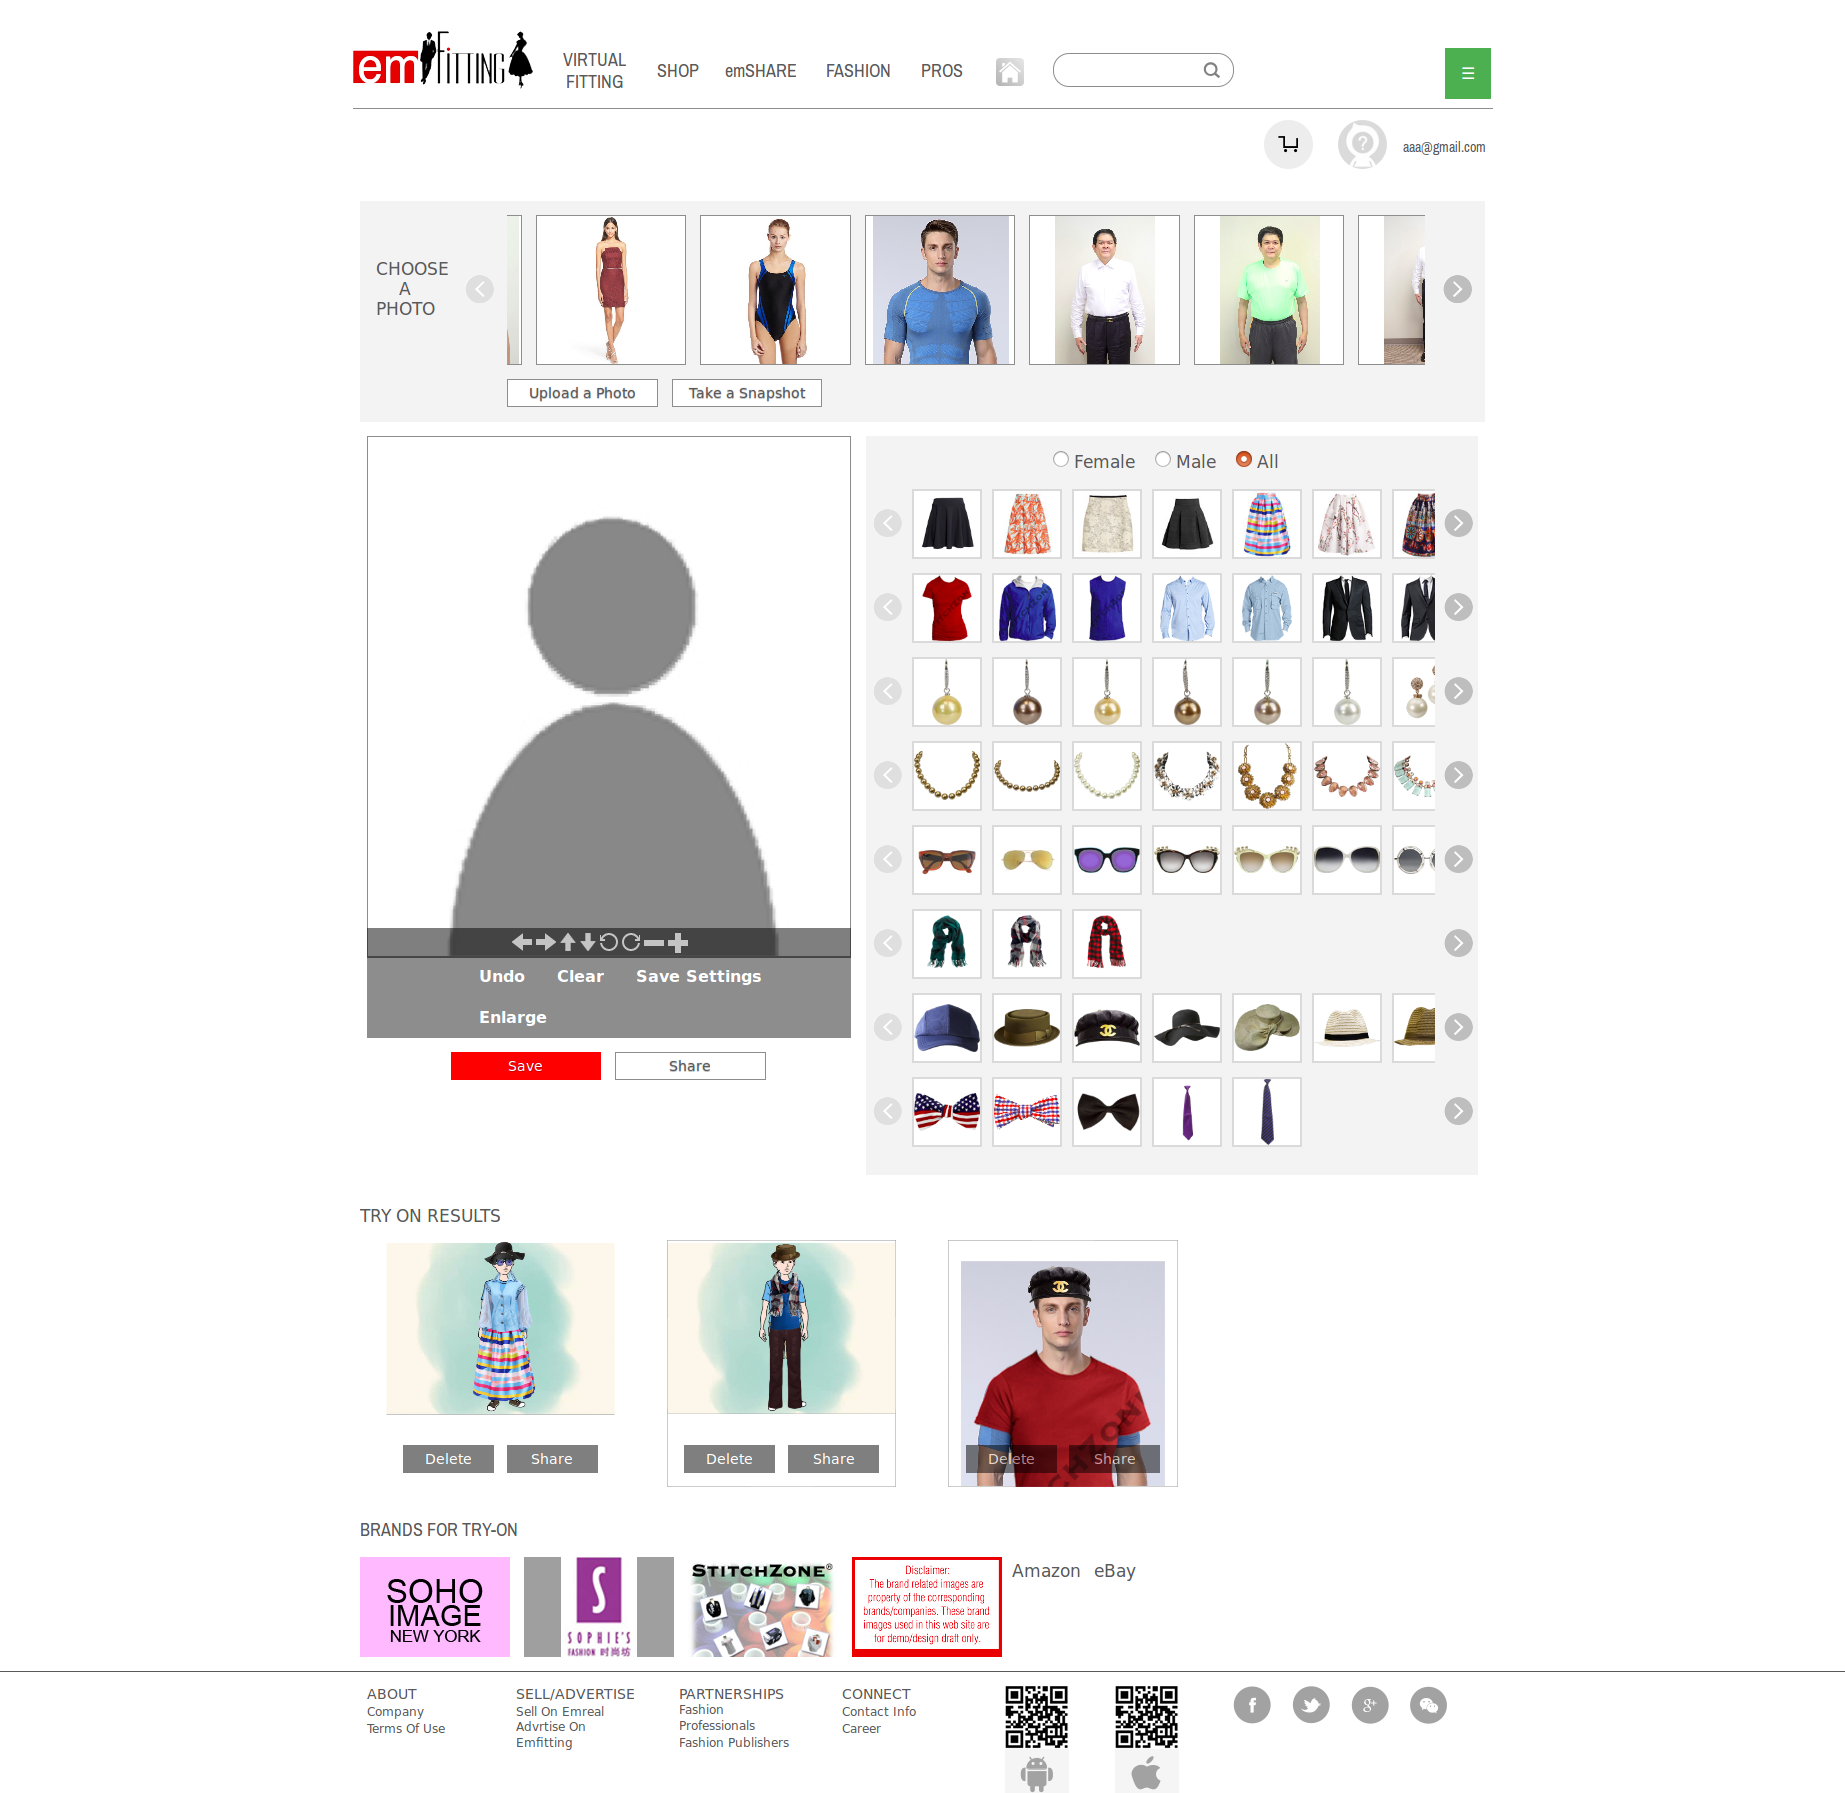 em FITTING
VIRTUAL
FITTING
SHOP
emSHARE
FASHION
PROS
aaa@gmail.com
CHOOSE
A
PHOTO
Upload a Photo
Take a Snapshot
Female
Male
All
Undo
Clear
Save Settings
Enlarge
Save
Share
TRY ON RESULTS
Delete
Share
Delete
Share
Delete
Share
BRANDS FOR TRY-ON
SOHO
IMAGE
NEW YORK
S
SOPHIE'S
FASHION 时尚坊
STITCHZONE®
Disclaimer:
The brand related images are
property of the corresponding
brands/companies. These brand
images used in this web site are
for demo/design draft only.
Amazon
eBay
ABOUT
Company
Terms Of Use
SELL/ADVERTISE
Sell On Emreal
Advrtise On
Emfitting
PARTNERSHIPS
Fashion
Professionals
Fashion Publishers
CONNECT
Contact Info
Career